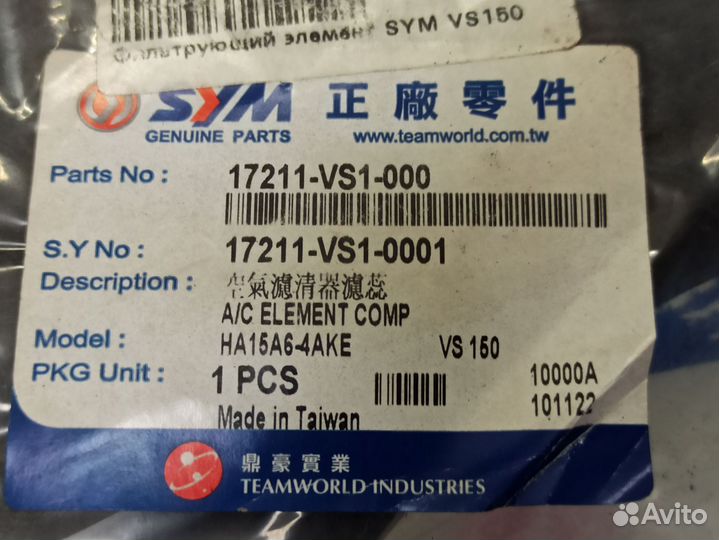 Фильтрующий элемент SYM VS150
SYM 正廠零件
GENUINE PARTS www.teamworld.com.tw
Parts No : 17211-VS1-000
S.Y No : 17211-VS1-0001
Description : 空氣濾清器濾蕊
A/C ELEMENT COMP
Model : HA15A6-4AKE VS 150
PKG Unit : 1 PCS 10000A
Made in Taiwan 101122
鼎豪實業
TEAMWORLD INDUSTRIES
Avito